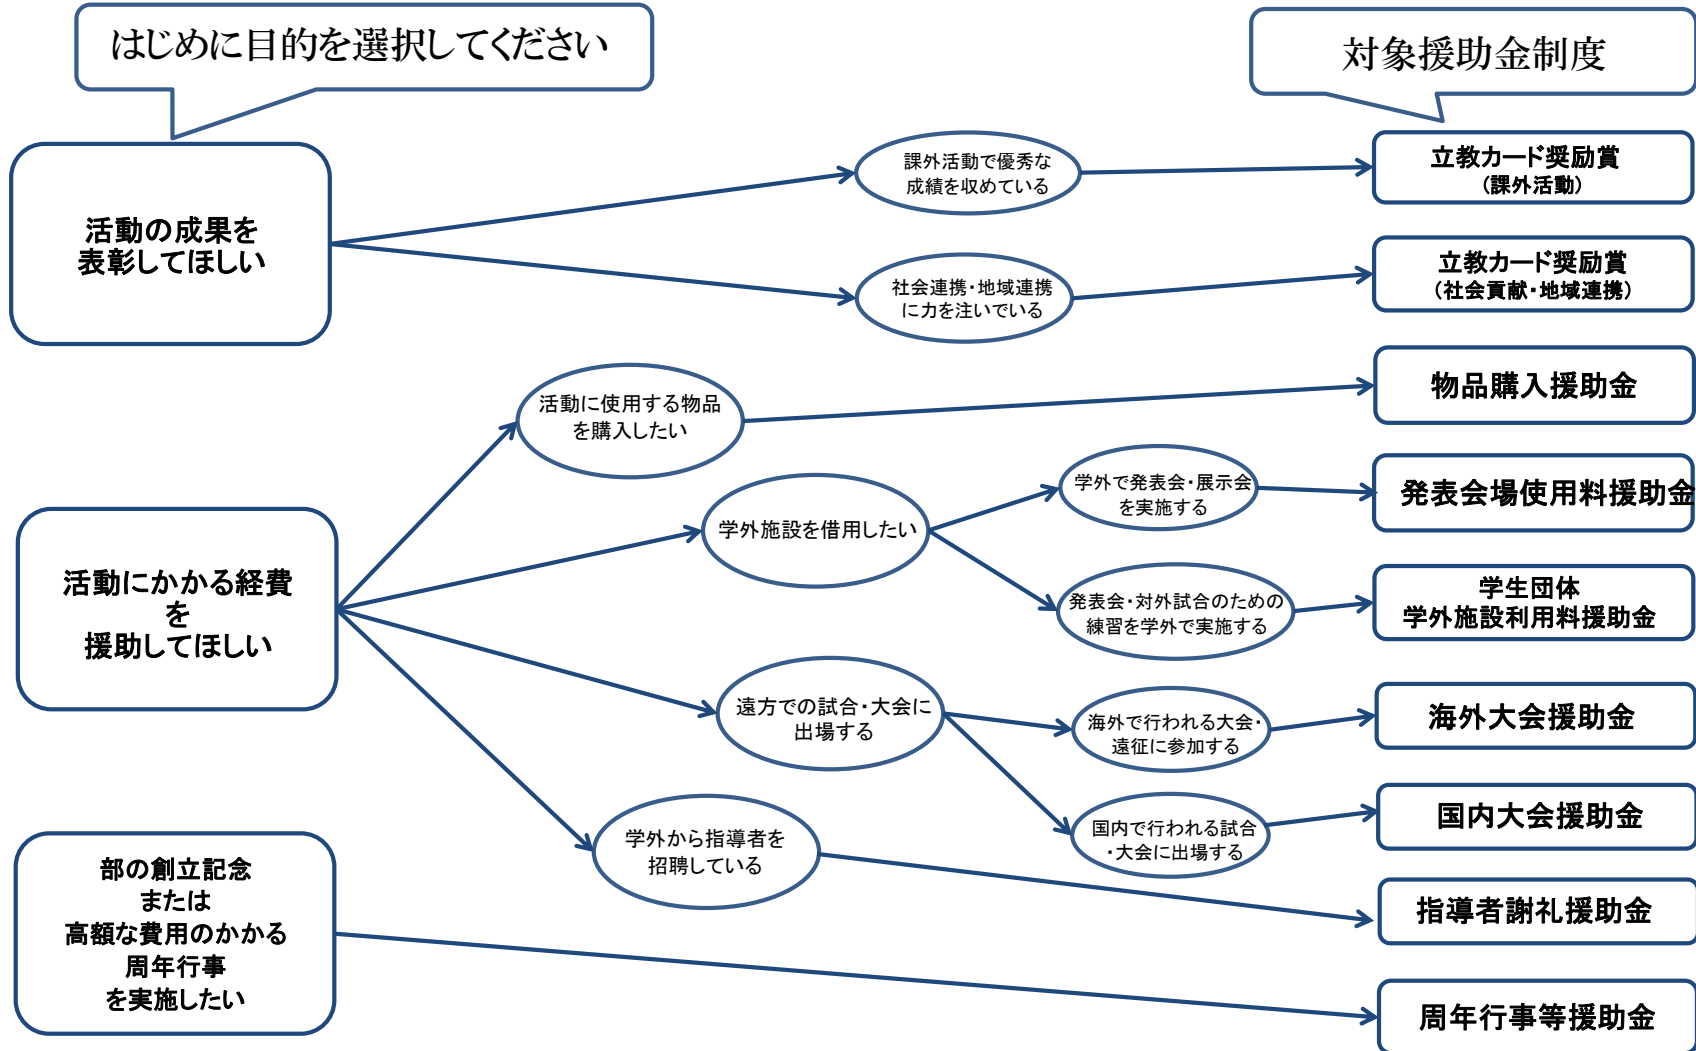 はじめに目的を選択してください
対象援助金制度
活動の成果を
表彰してほしい
課外活動で優秀な
成績を収めている
立教カード奨励賞
(課外活動)
社会連携・地域連携
に力を注いでいる
立教カード奨励賞
(社会貢献・地域連携)
活動にかかる経費
を
援助してほしい
活動に使用する物品
を購入したい
物品購入援助金
学外施設を借用したい
学外で発表会・展示会
を実施する
発表会場使用料援助金
発表会・対外試合のための
練習を学外で実施する
学生団体
学外施設利用料援助金
遠方での試合・大会に
出場する
海外で行われる大会・
遠征に参加する
海外大会援助金
国内で行われる試合
・大会に出場する
国内大会援助金
学外から指導者を
招聘している
指導者謝礼援助金
部の創立記念
または
高額な費用のかかる
周年行事
を実施したい
周年行事等援助金